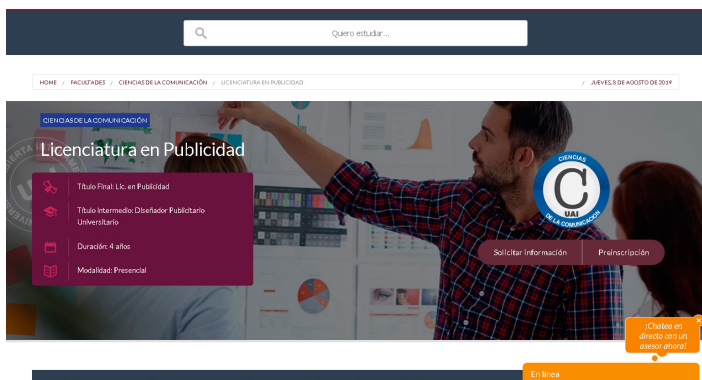 Quiero estudiar...
HOME / FACULTADES / CIENCIAS DE LA COMUNICACIÓN / LICENCIATURA EN PUBLICIDAD
/ JUEVES, 8 DE AGOSTO DE 2019
CIENCIAS DE LA COMUNICACIÓN
Licenciatura en Publicidad
Título Final: Lic. en Publicidad
Título Intermedio: Diseñador Publicitario
Universitario
Duración: 4 años
Modalidad: Presencial
CIENCIAS
C
UAI
DE LA COMUNICACIÓN
Solicitar información
Preinscripción
¡Chatea en
directo con un
asesor ahora!
En línea